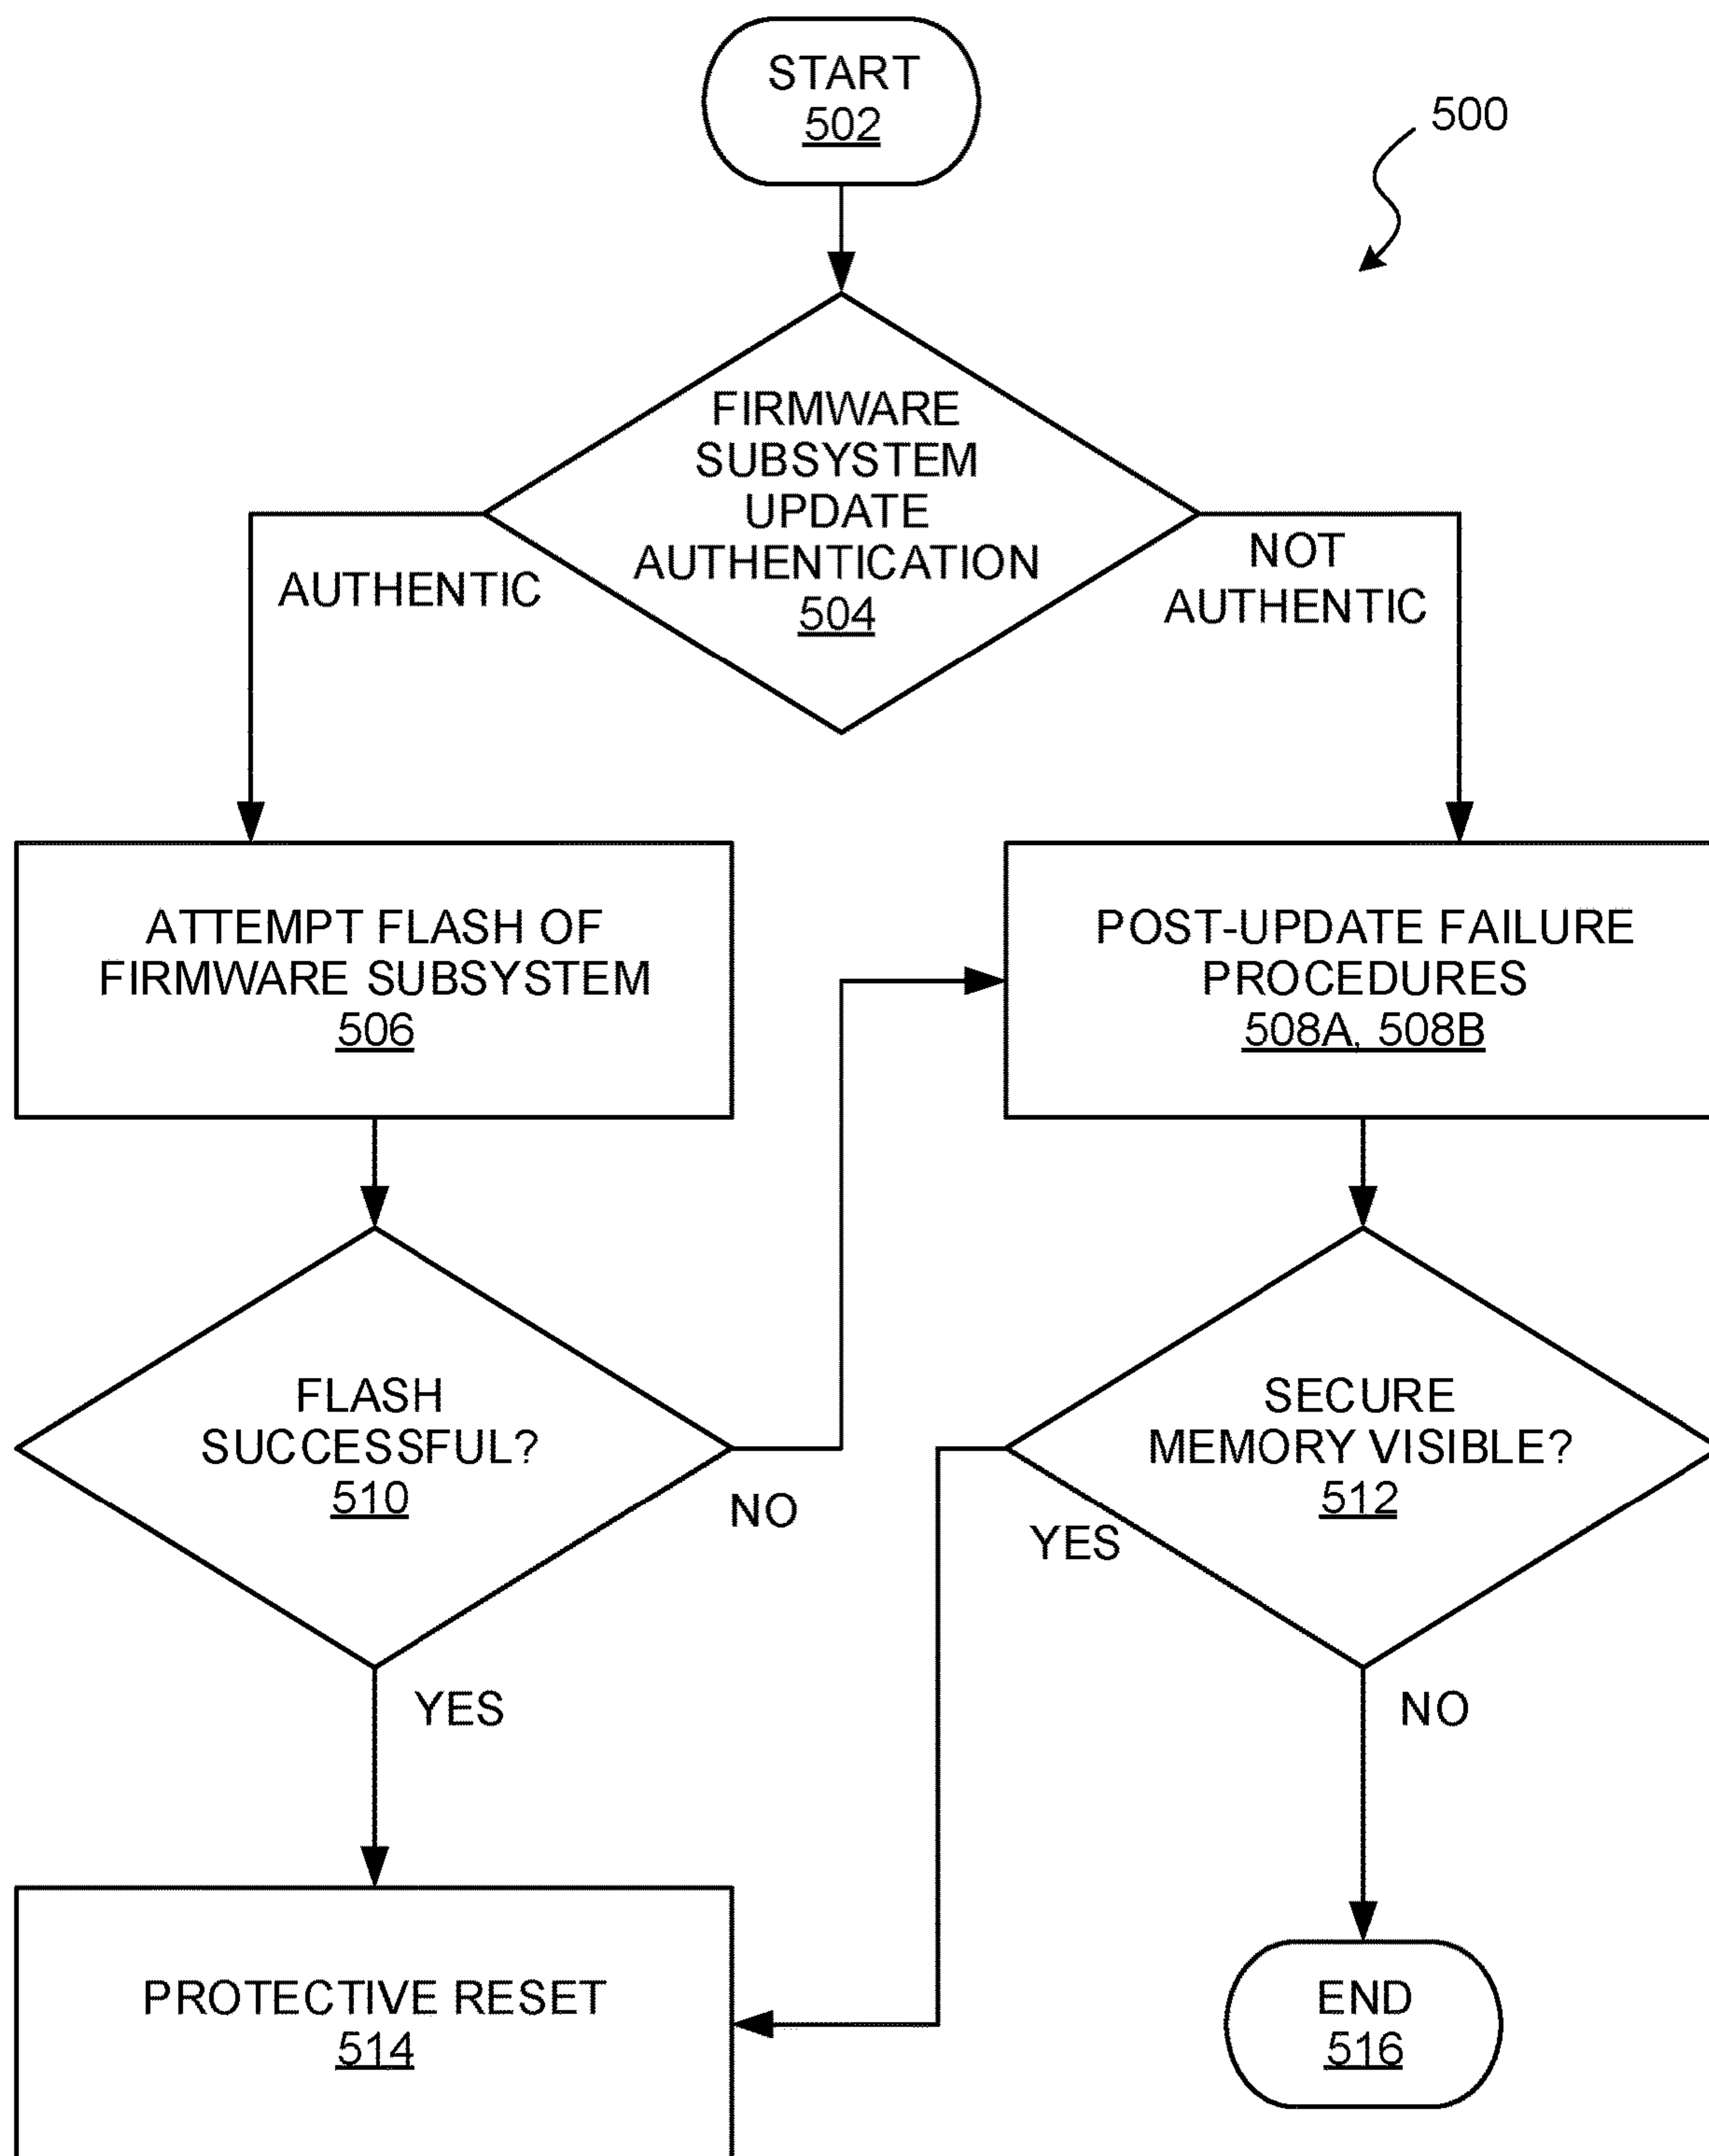 START
502
500
FIRMWARE
SUBSYSTEM
UPDATE
AUTHENTICATION
504
AUTHENTIC
NOT
AUTHENTIC
ATTEMPT FLASH OF
FIRMWARE SUBSYSTEM
506
POST-UPDATE FAILURE
PROCEDURES
508A, 508B
FLASH
SUCCESSFUL?
510
NO
SECURE
MEMORY VISIBLE?
512
YES
YES
NO
PROTECTIVE RESET
514
END
516